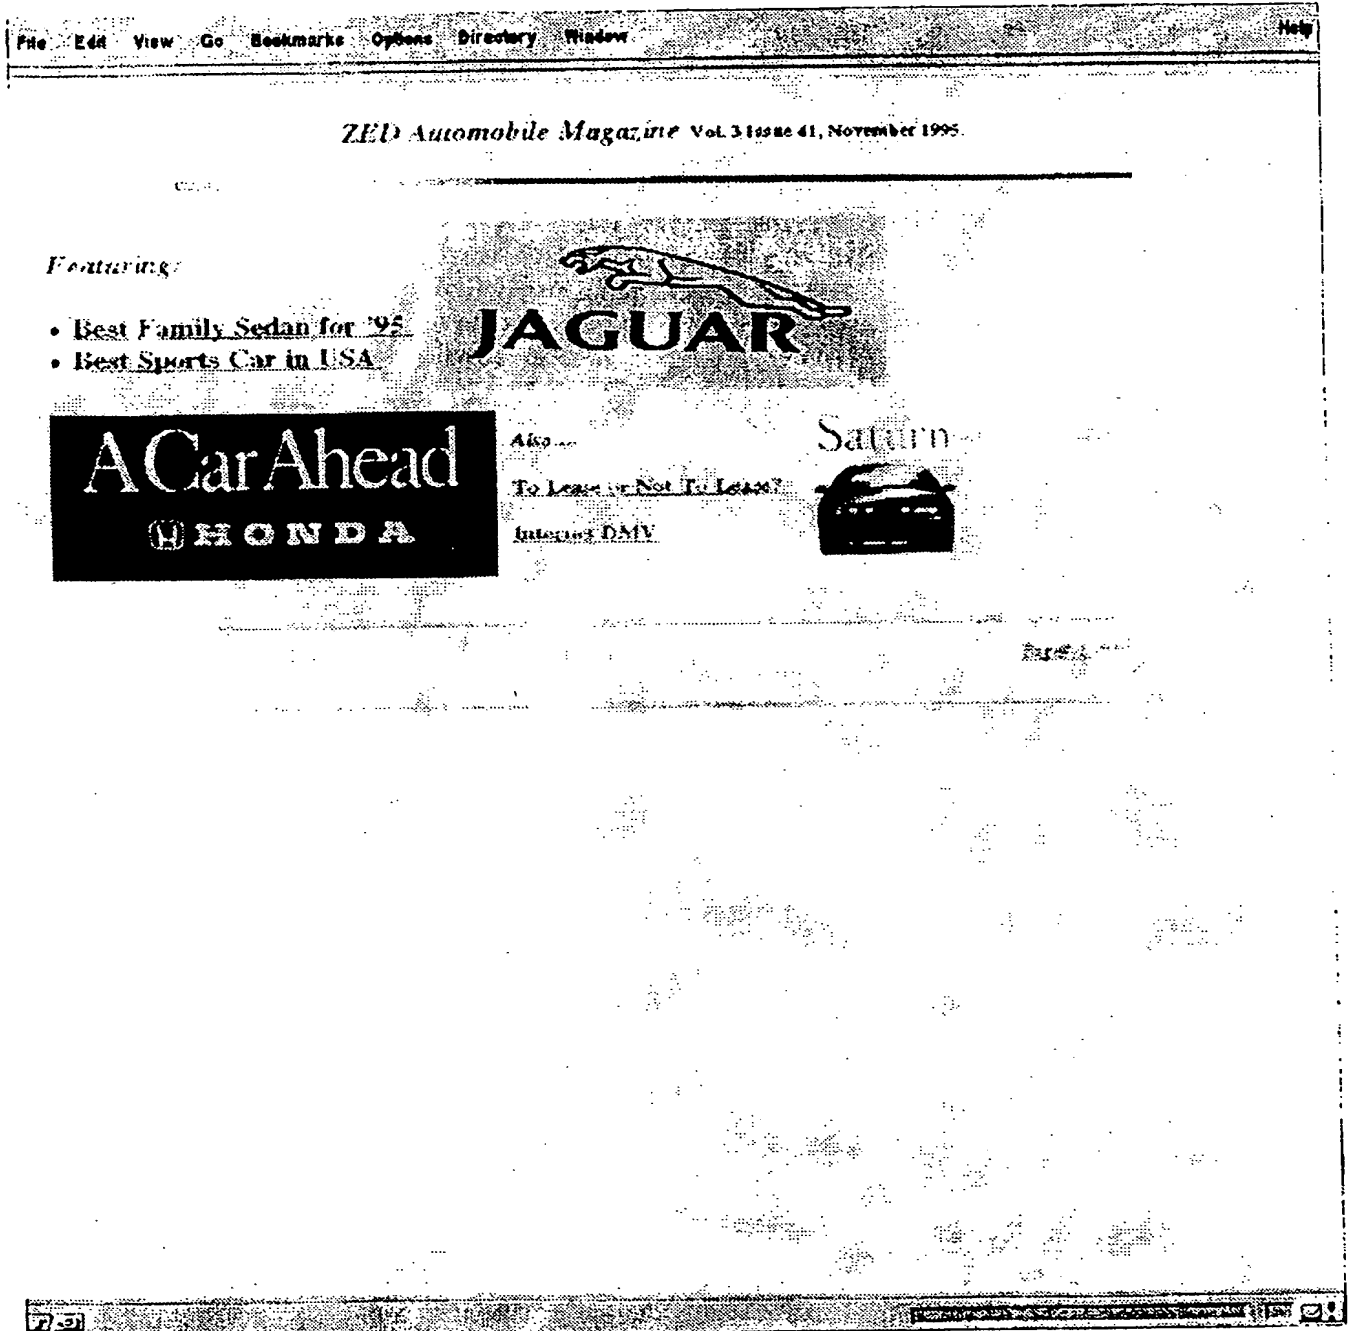 File Edit View Go Bookmarks Options Directory Window Help
ZED Automobile Magazine Vol. 3 Issue 41, November 1995.
Featuring:
• Best Family Sedan for '95
• Best Sports Car in USA
JAGUAR
A Car Ahead
HONDA
Also....
To Lease or Not To Lease?
Internet DMV
Saturn